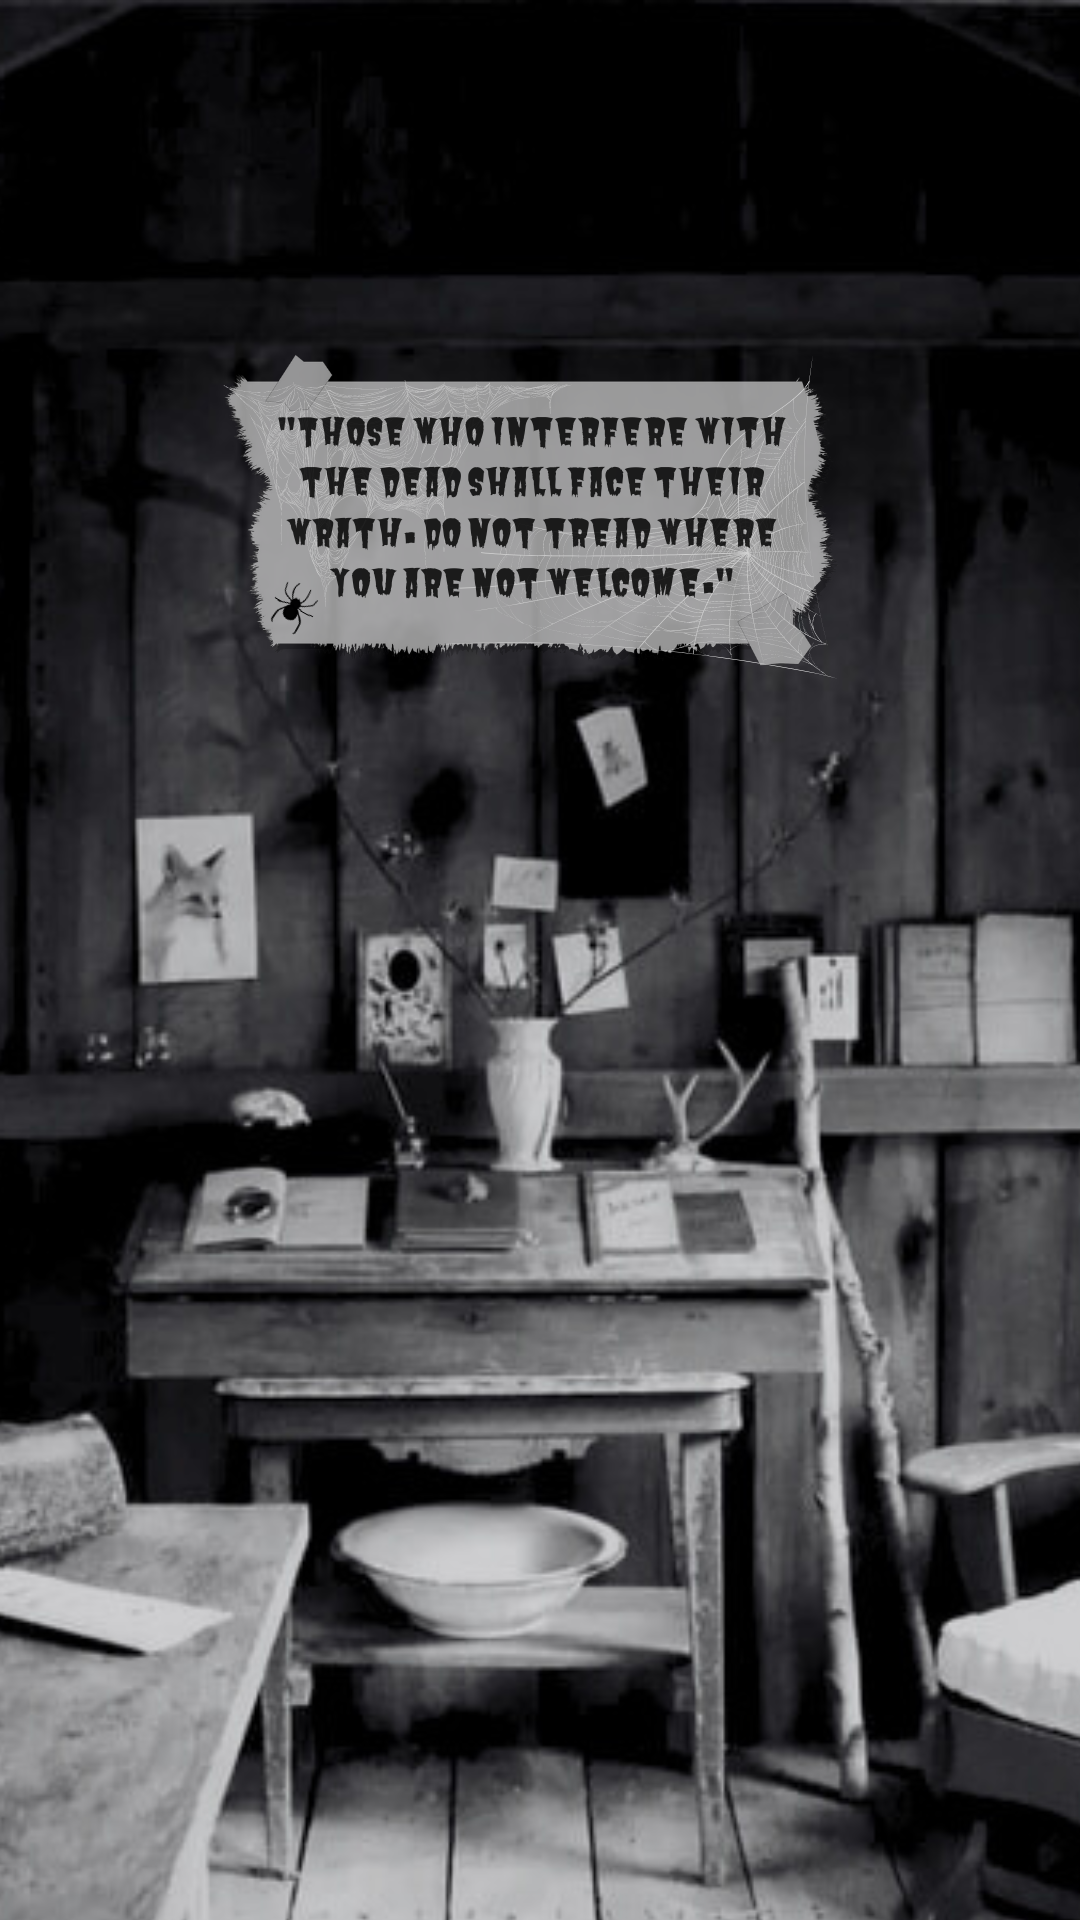 "THOSE WHO INTERFERE WITH
THE DEAD SHALL FACE THEIR
WRATH. DO NOT TREAD WHERE
YOU ARE NOT WELCOME."